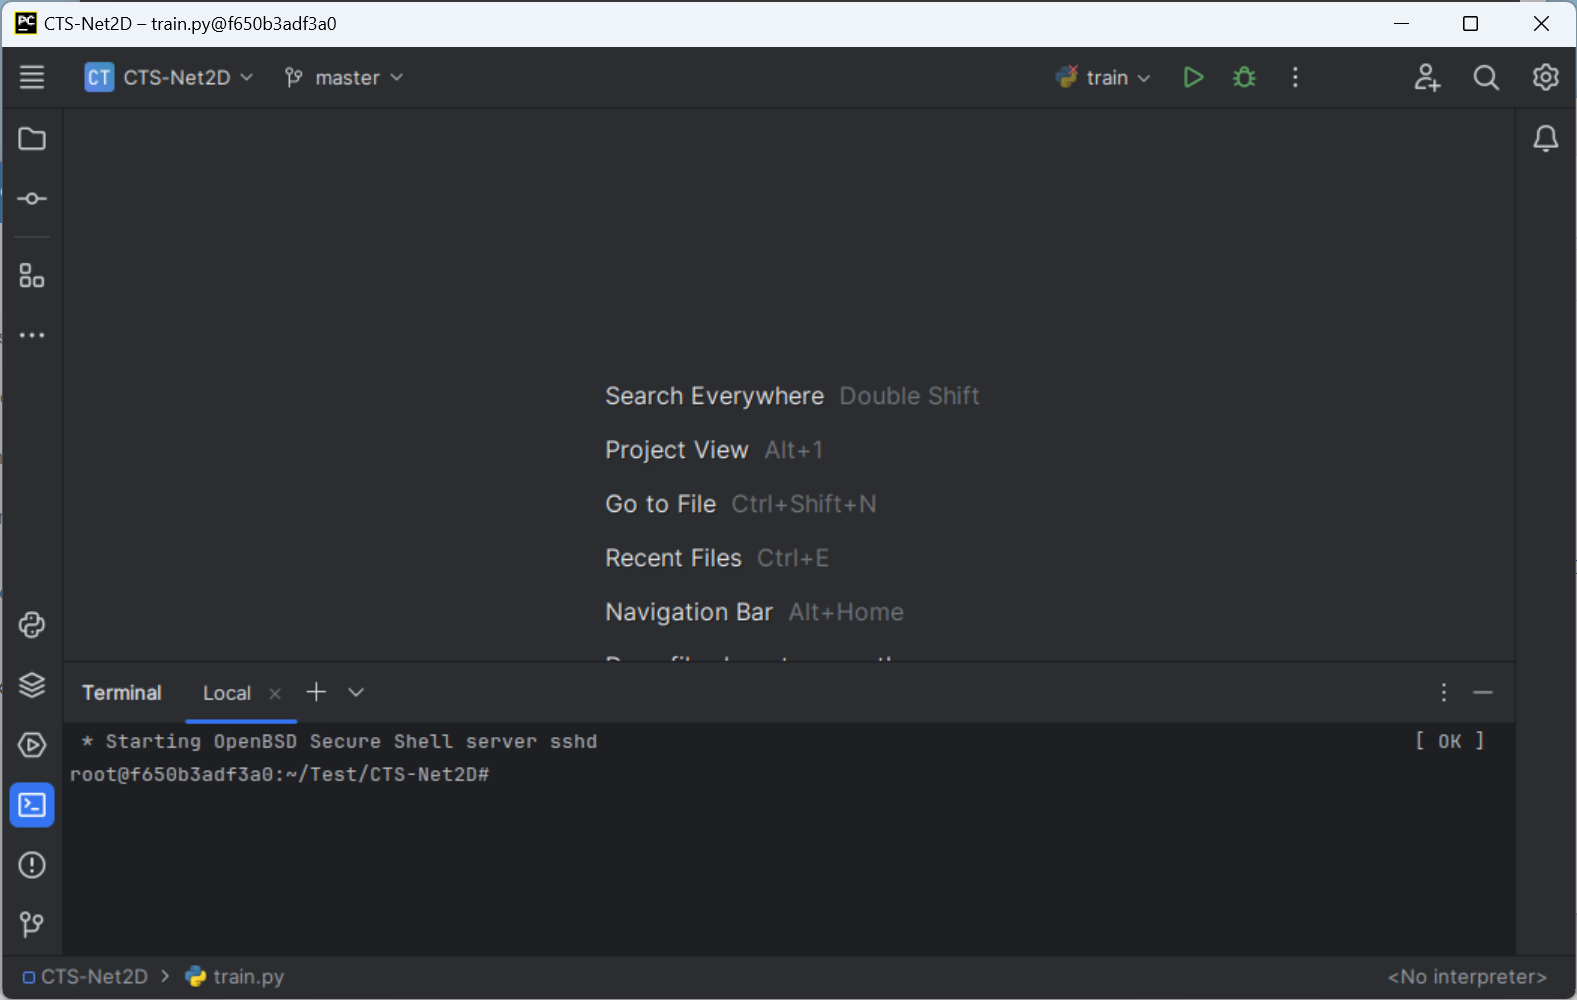 CTS-Net2D – train.py@f650b3adf3a0
CT CTS-Net2D master train
Search Everywhere Double Shift
Project View Alt+1
Go to File Ctrl+Shift+N
Recent Files Ctrl+E
Navigation Bar Alt+Home
Terminal Local
* Starting OpenBSD Secure Shell server sshd [ OK ]
root@f650b3adf3a0:~/Test/CTS-Net2D#
CTS-Net2D > train.py <No interpreter>